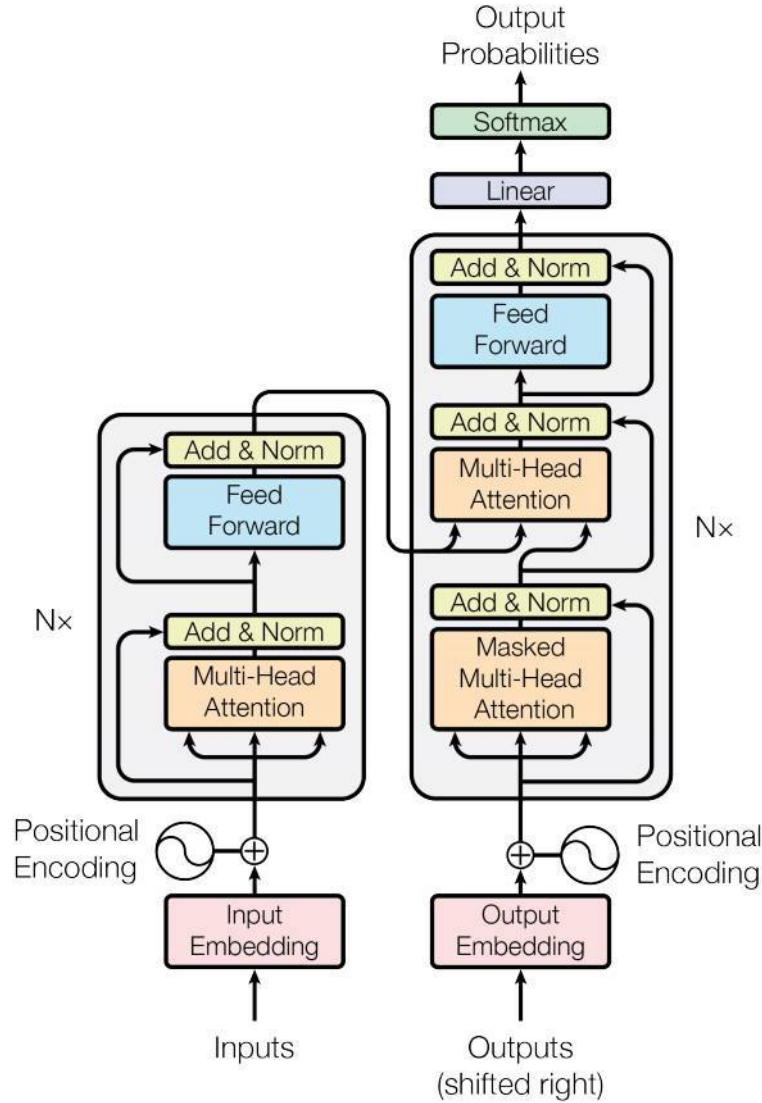 Output
Probabilities
Softmax
Linear
Add & Norm
Feed
Forward
Add & Norm
Multi-Head
Attention
Add & Norm
Masked
Multi-Head
Attention
N×
Add & Norm
Feed
Forward
Add & Norm
Multi-Head
Attention
N×
Positional
Encoding
Positional
Encoding
Input
Embedding
Output
Embedding
Inputs
Outputs
(shifted right)